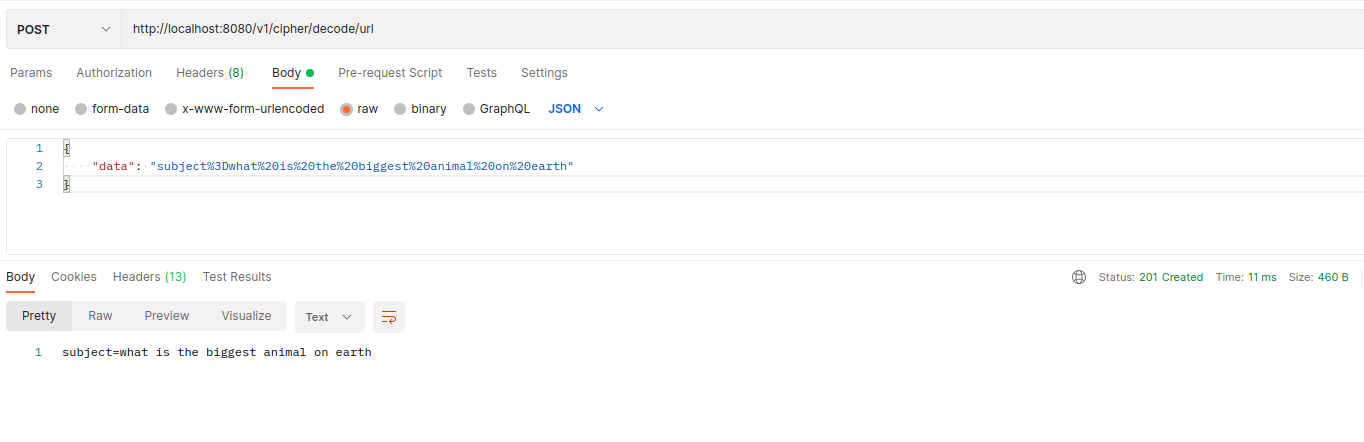 POST http://localhost:8080/v1/cipher/decode/url
Params Authorization Headers (8) Body Pre-request Script Tests Settings
none form-data x-www-form-urlencoded raw binary GraphQL JSON
1 {
2 "data": "subject%3Dwhat%20is%20the%20biggest%20animal%20on%20earth"
3 }
Body Cookies Headers (13) Test Results Status: 201 Created Time: 11 ms Size: 460 B
Pretty Raw Preview Visualize Text
1 subject=what is the biggest animal on earth